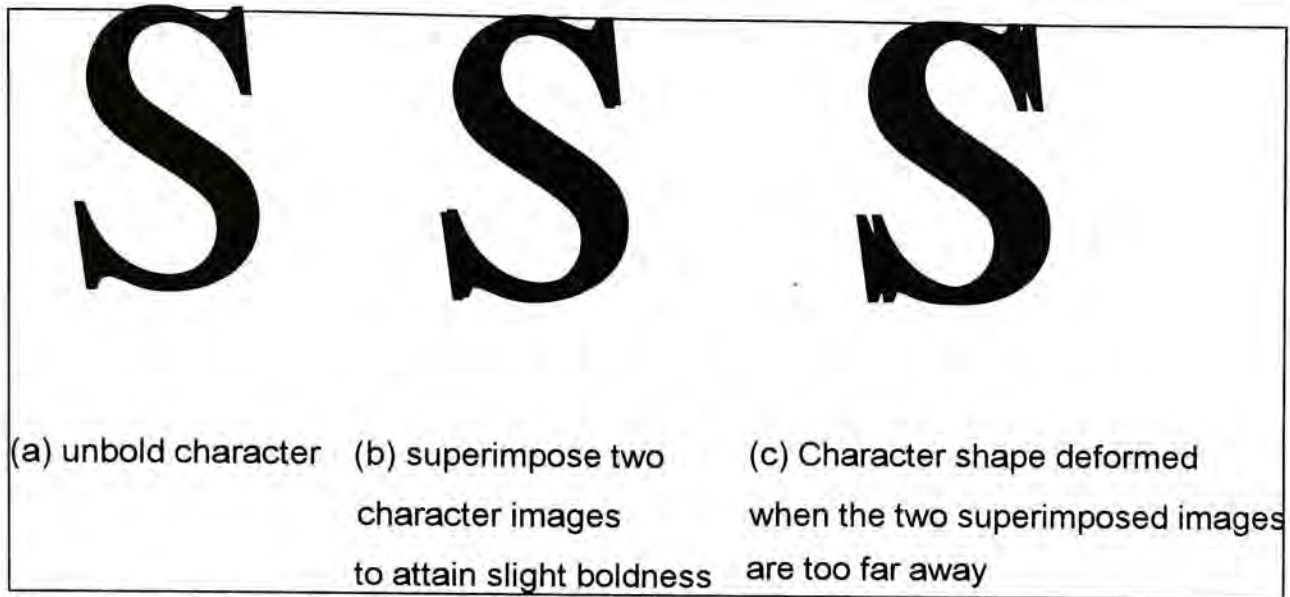 S S S
(a) unbold character (b) superimpose two (c) Character shape deformed
character images when the two superimposed images
to attain slight boldness are too far away